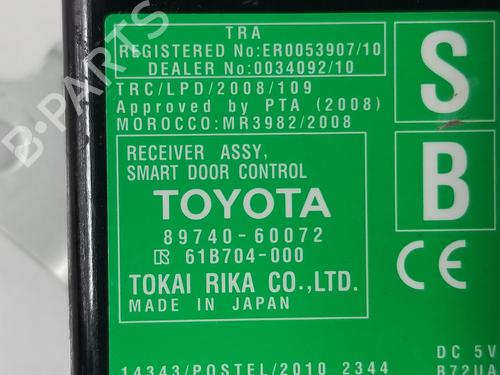 TRA
REGISTERED No:ER0053907/10
DEALER No:0034092/10
TRC/LPD/2008/109
Approved by PTA (2008)
MOROCCO:MR3982/2008
S
B
RECEIVER ASSY,
SMART DOOR CONTROL
TOYOTA
89740-60072
61B704-000
TOKAI RIKA CO.,LTD.
MADE IN JAPAN
CE
DC 5V
14343/POSTEL/2010 2344
B72UA
B-PARTS